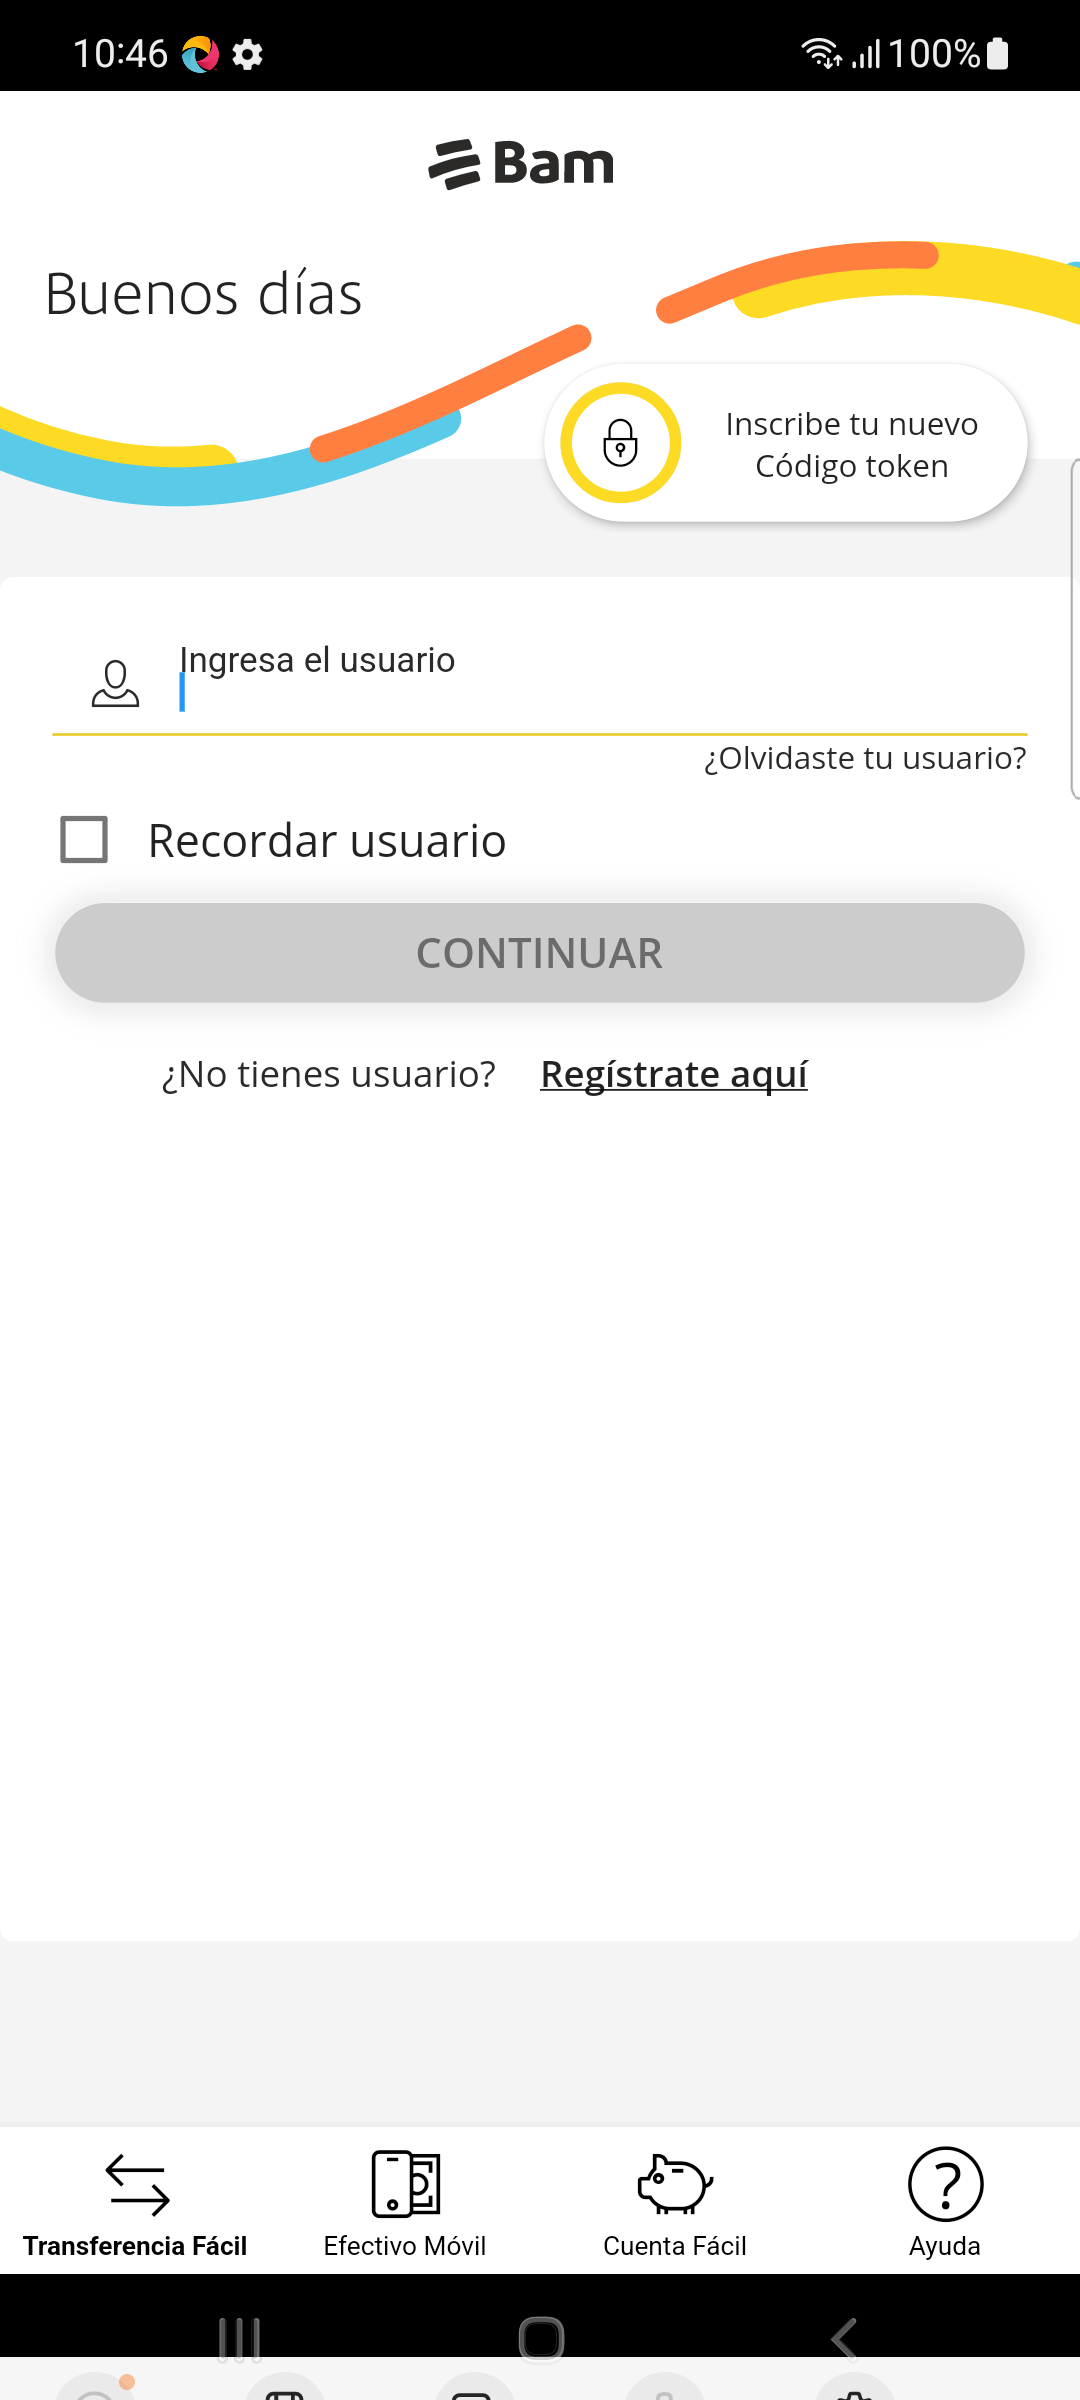 10:46
100%
Bam
Buenos días
Inscribe tu nuevo
Código token
Ingresa el usuario
¿Olvidaste tu usuario?
Recordar usuario
CONTINUAR
¿No tienes usuario? Regístrate aquí
Transferencia Fácil
Efectivo Móvil
Cuenta Fácil
Ayuda